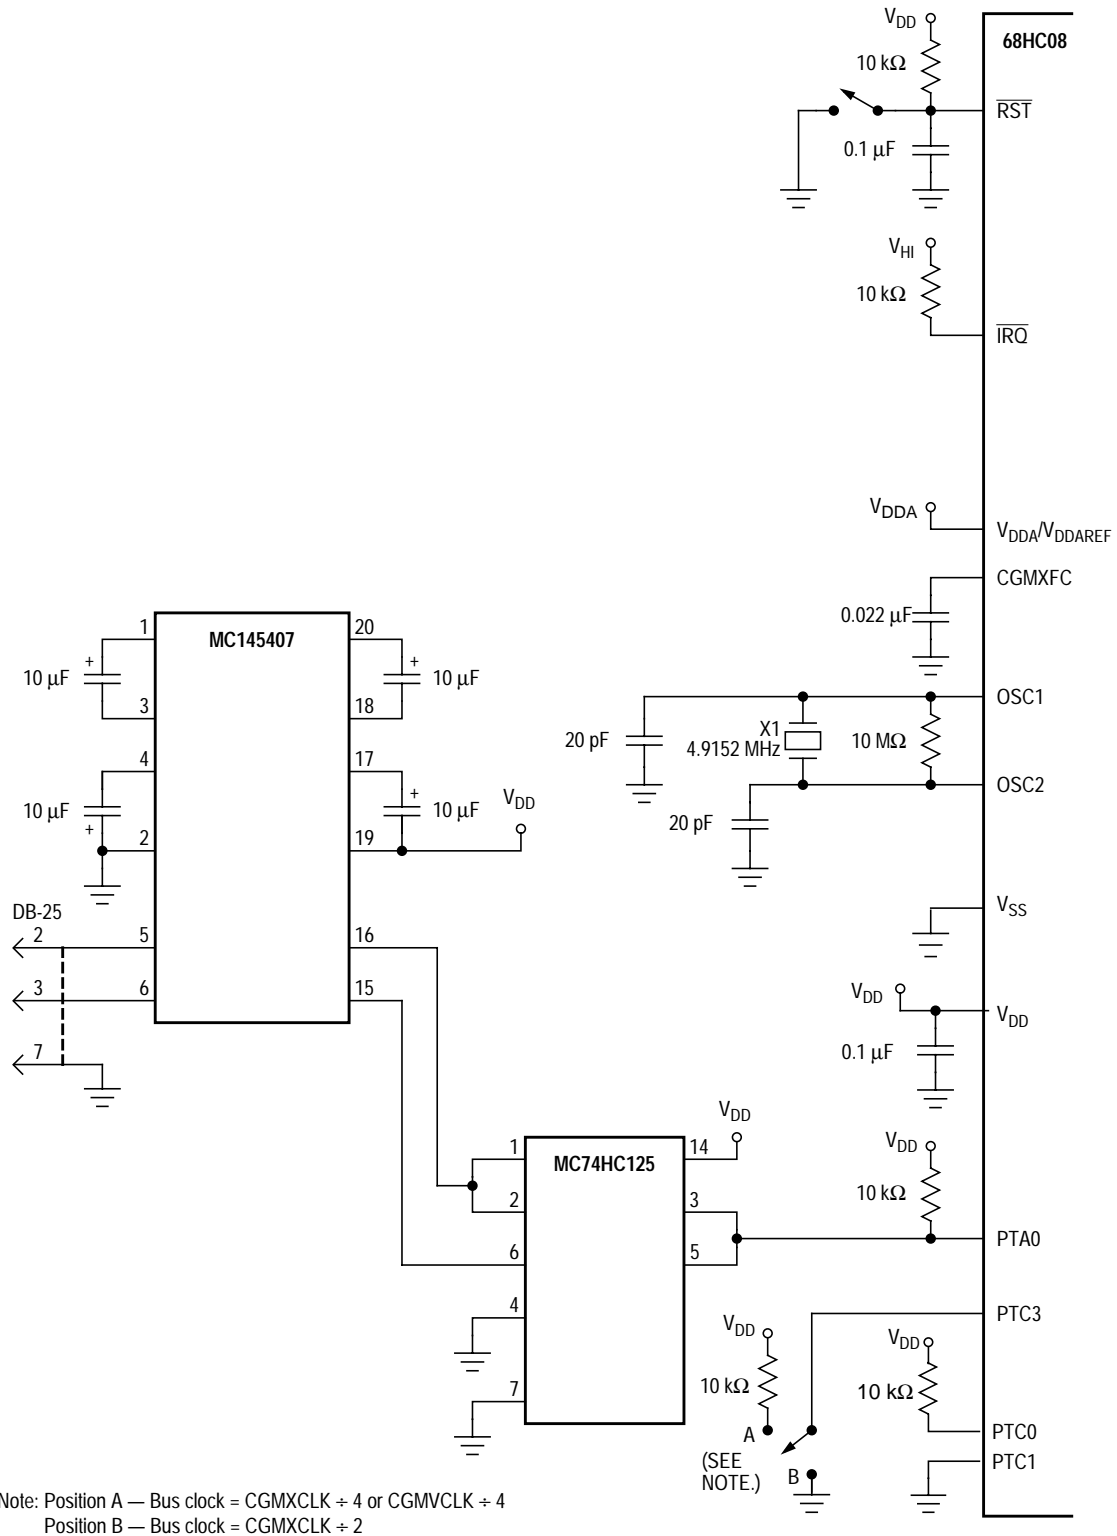 V_DD
68HC08
10 kΩ
RST
0.1 µF
V_HI
10 kΩ
IRQ
V_DDA
V_DDA/V_DDAREF
CGMXFC
0.022 µF
1
MC145407
20
10 µF
+
+
10 µF
3
18
OSC1
20 pF
X1
4.9152 MHz
10 MΩ
4
17
OSC2
10 µF
+
+
10 µF
V_DD
20 pF
2
19
V_SS
DB-25
2
5
16
3
6
15
V_DD
V_DD
0.1 µF
7
V_DD
1
MC74HC125
14
V_DD
10 kΩ
2
3
PTA0
6
5
4
PTC3
V_DD
V_DD
7
10 kΩ
10 kΩ
A
PTC0
(SEE
NOTE.)
B
PTC1
Note: Position A — Bus clock = CGMXCLK ÷ 4 or CGMVCLK ÷ 4
Position B — Bus clock = CGMXCLK ÷ 2